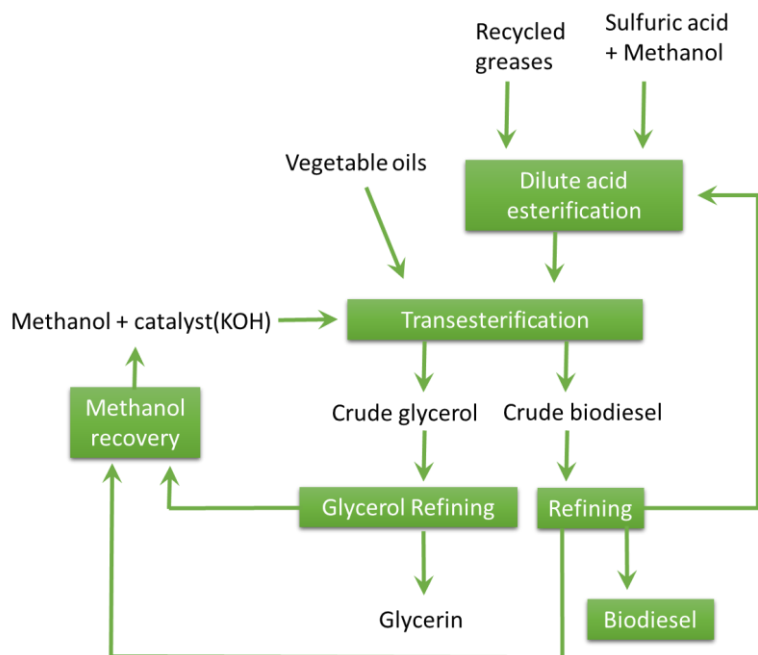 Recycled
greases
Sulfuric acid
+ Methanol
Vegetable oils
Dilute acid
esterification
Methanol + catalyst(KOH)
Transesterification
Methanol
recovery
Crude glycerol
Crude biodiesel
Glycerol Refining
Refining
Glycerin
Biodiesel